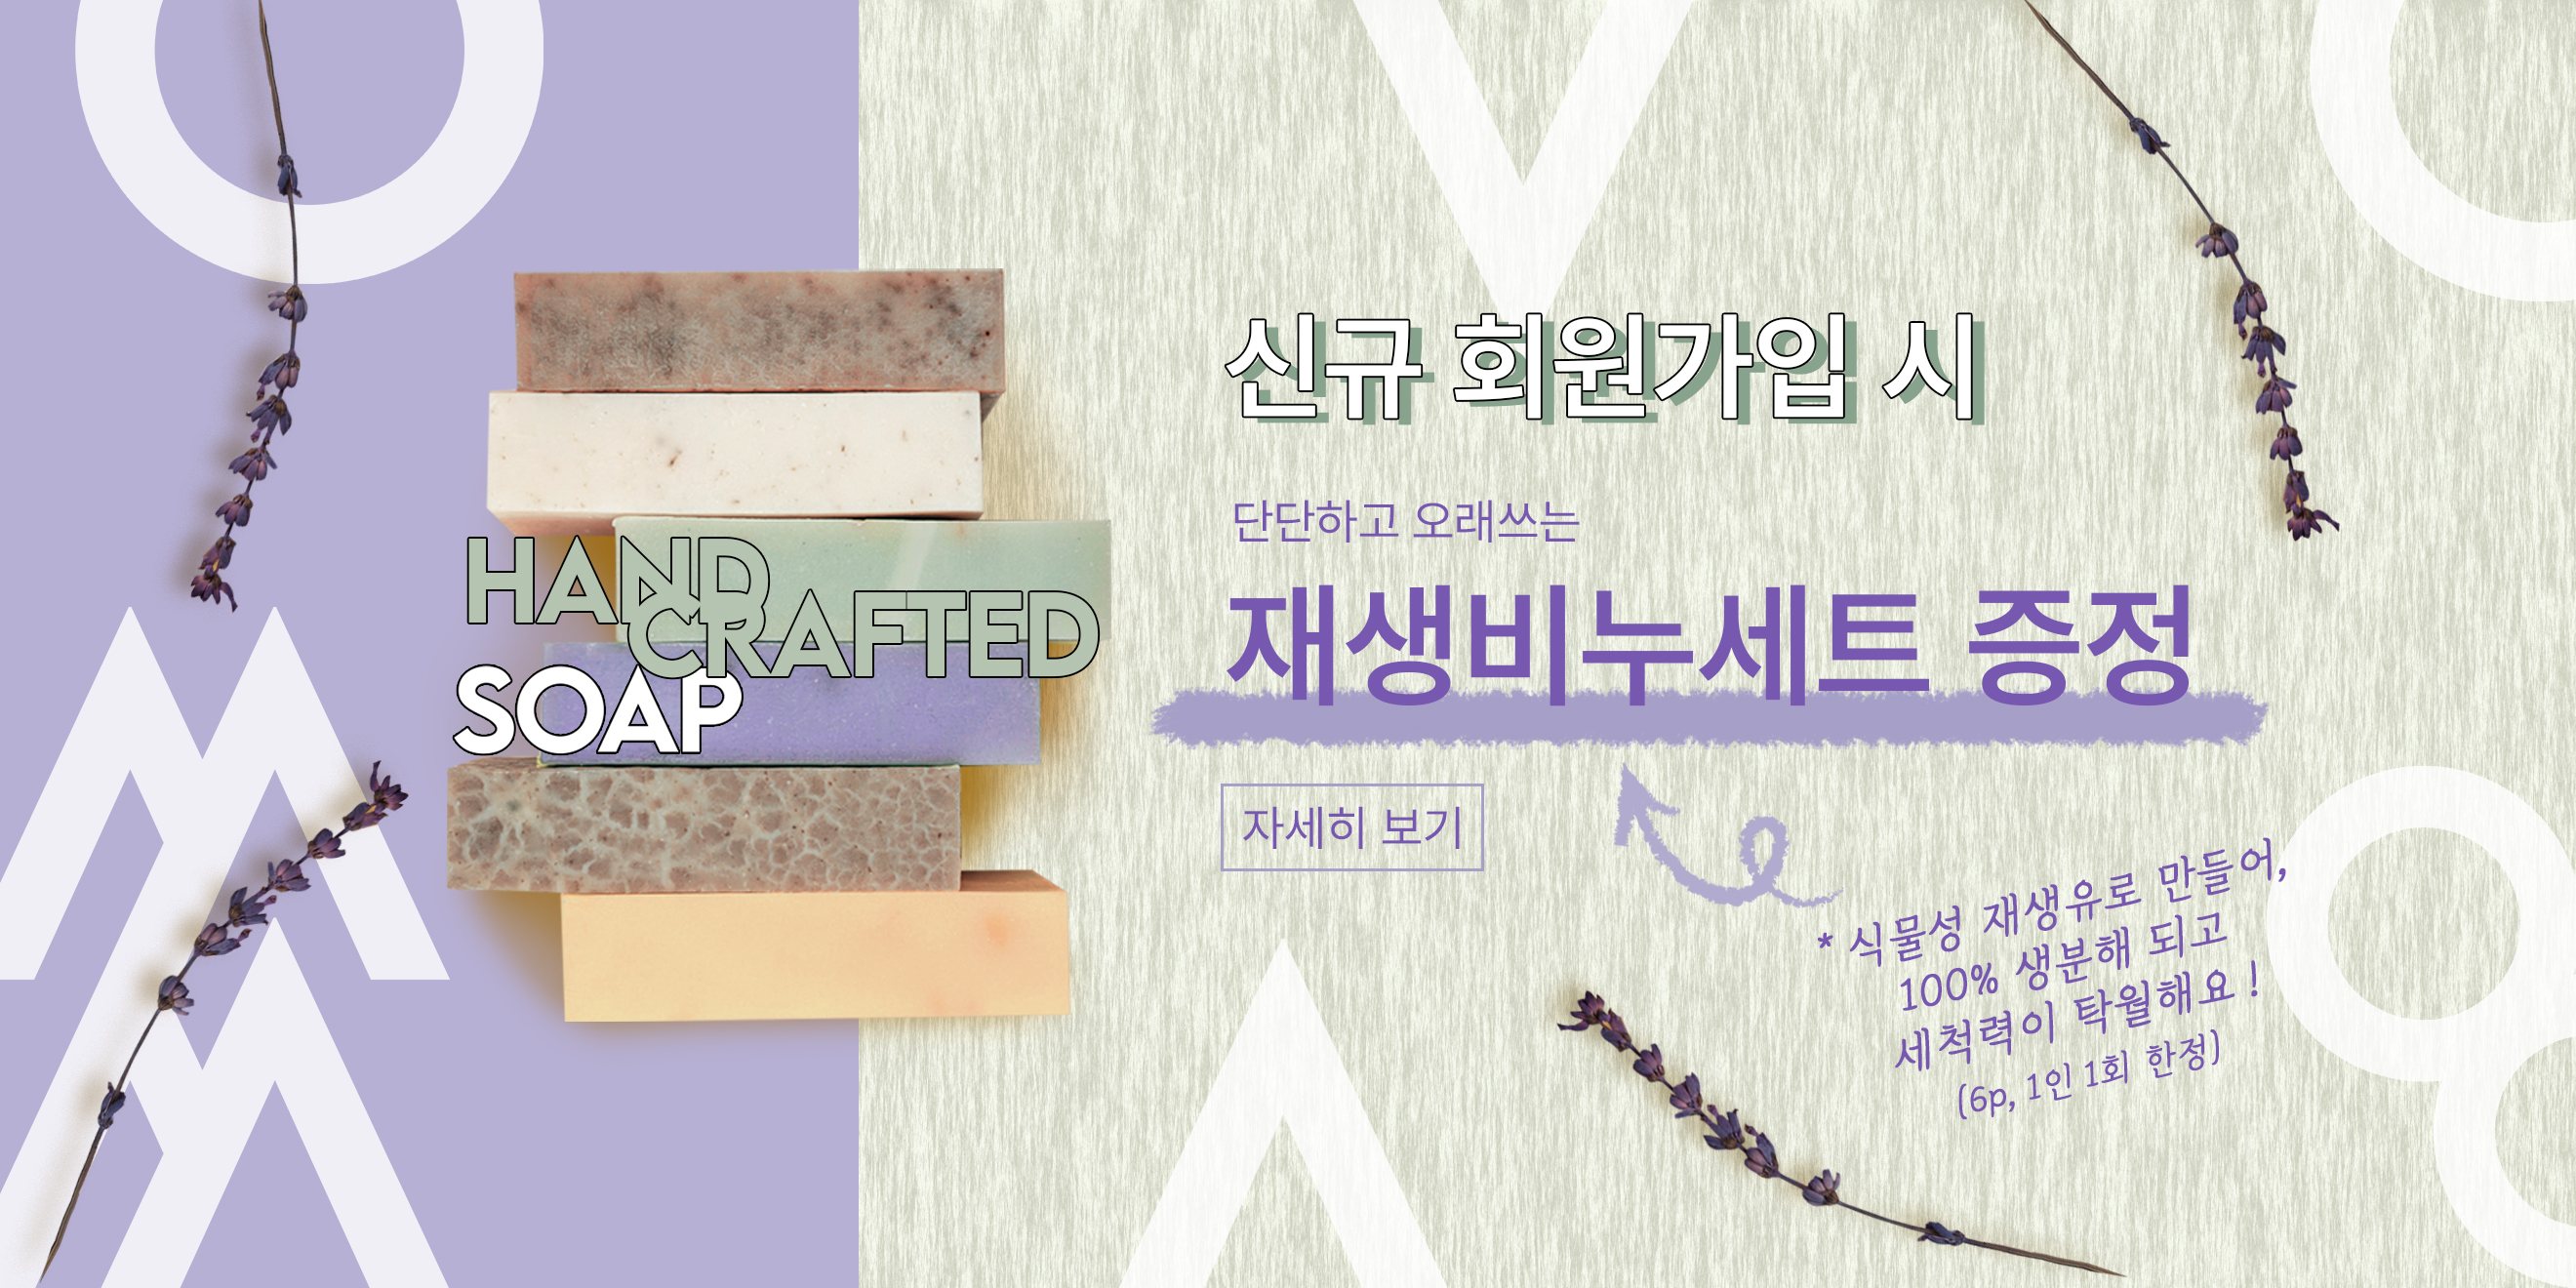 HAND
CRAFTED
SOAP
신규 회원가입 시
단단하고 오래쓰는
재생비누세트 증정
자세히 보기
* 식물성 재생유로 만들어,
100% 생분해 되고
세척력이 탁월해요 !
(6p, 1인 1회 한정)